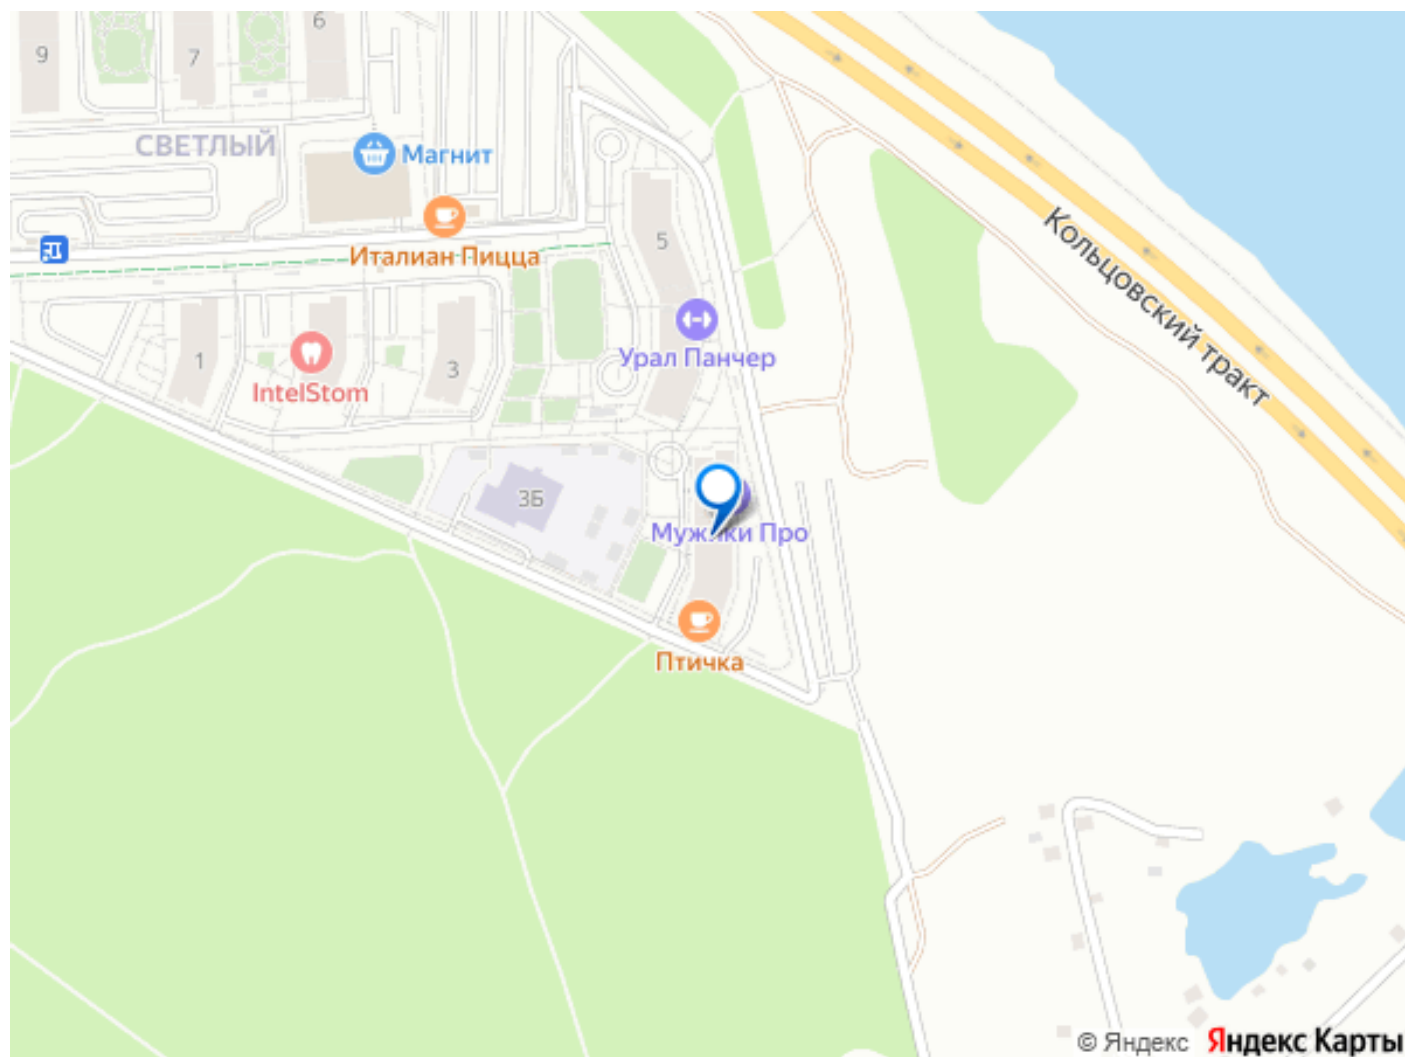 6
9
7
СВЕТЛЫЙ
Магнит
Кольцовский тракт
5
Италиан Пицца
Урал Панчер
1
3
IntelStom
3Б
Птичка
© Яндекс Яндекс Карты